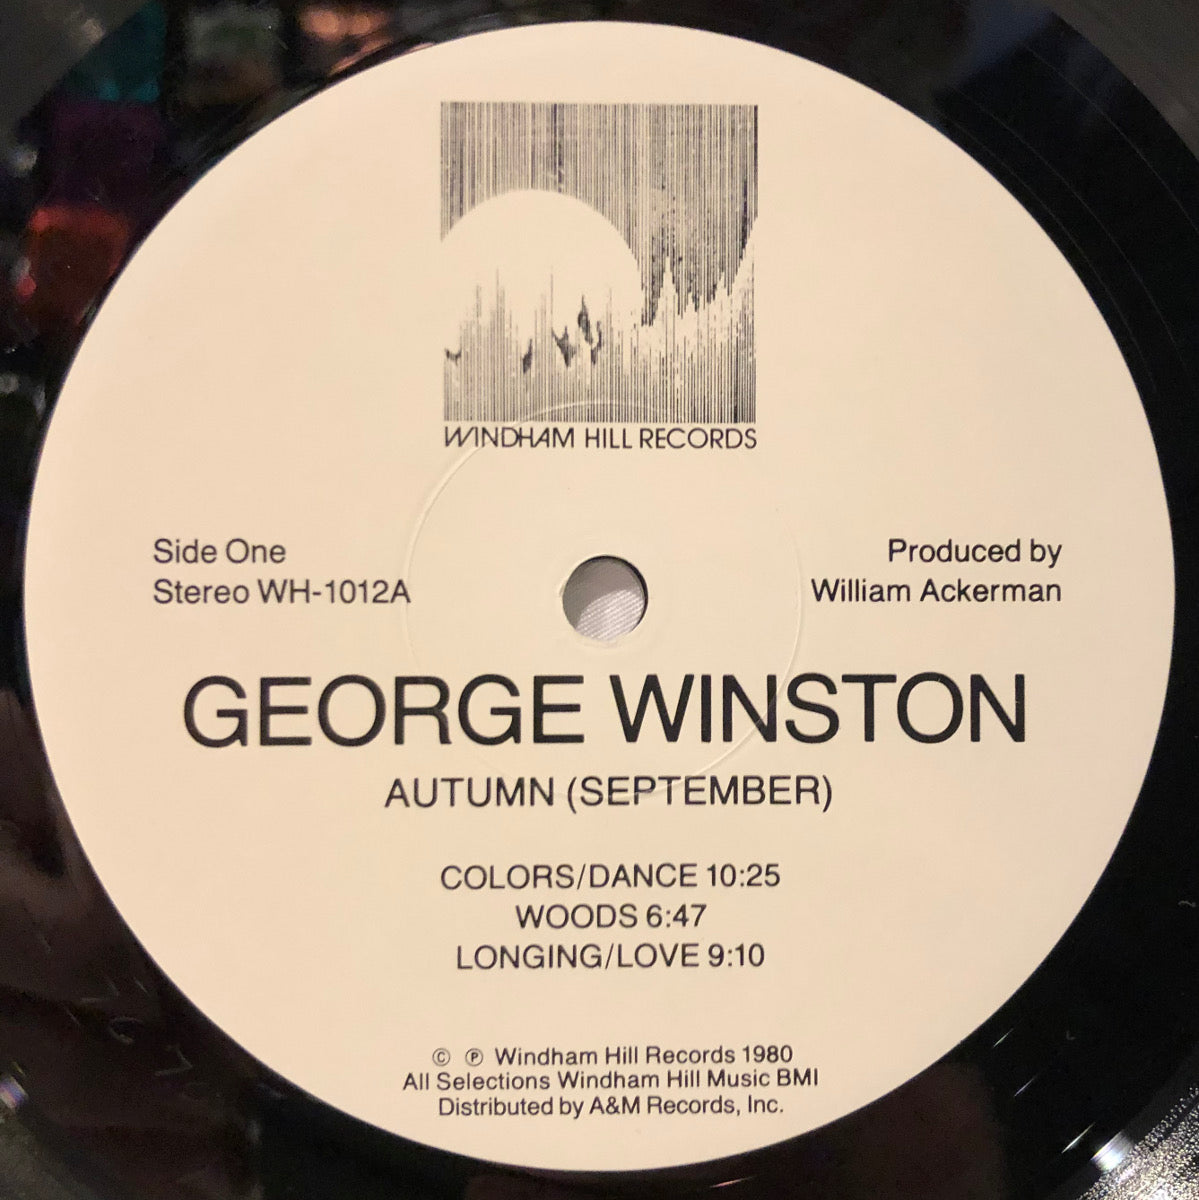 WINDHAM HILL RECORDS
Side One
Stereo WH-1012A
Produced by
William Ackerman
GEORGE WINSTON
AUTUMN (SEPTEMBER)
COLORS/DANCE 10:25
WOODS 6:47
LONGING/LOVE 9:10
© ℗ Windham Hill Records 1980
All Selections Windham Hill Music BMI
Distributed by A&M Records, Inc.